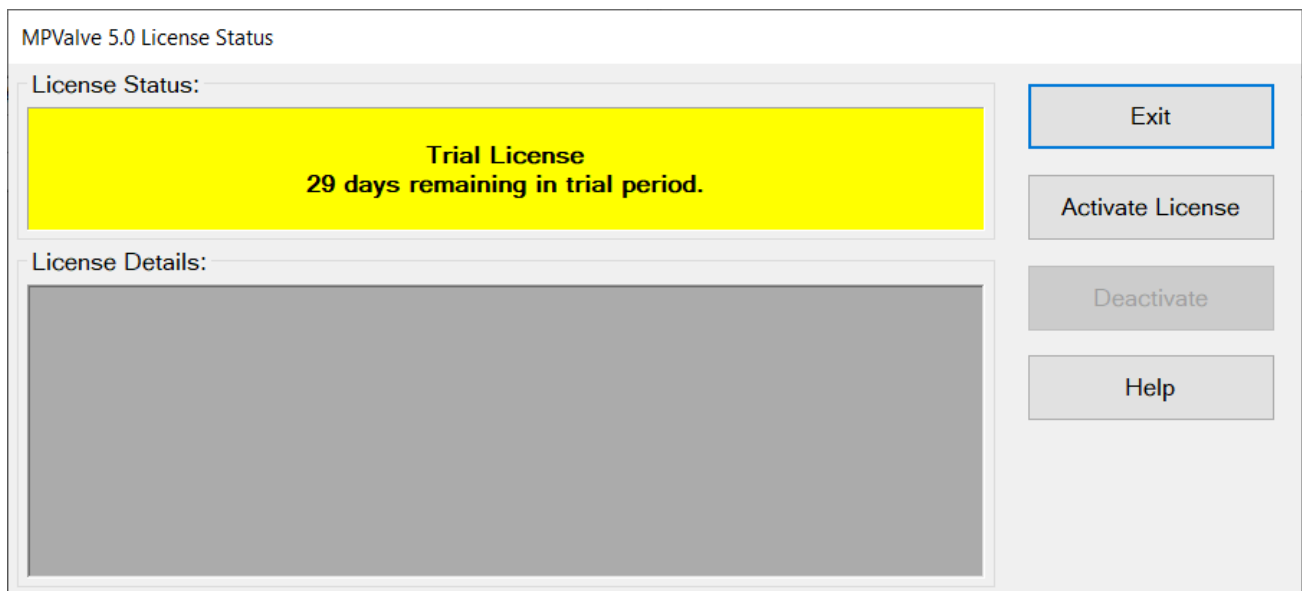 MPValve 5.0 License Status
License Status:
Trial License
29 days remaining in trial period.
Exit
Activate License
License Details:
Deactivate
Help